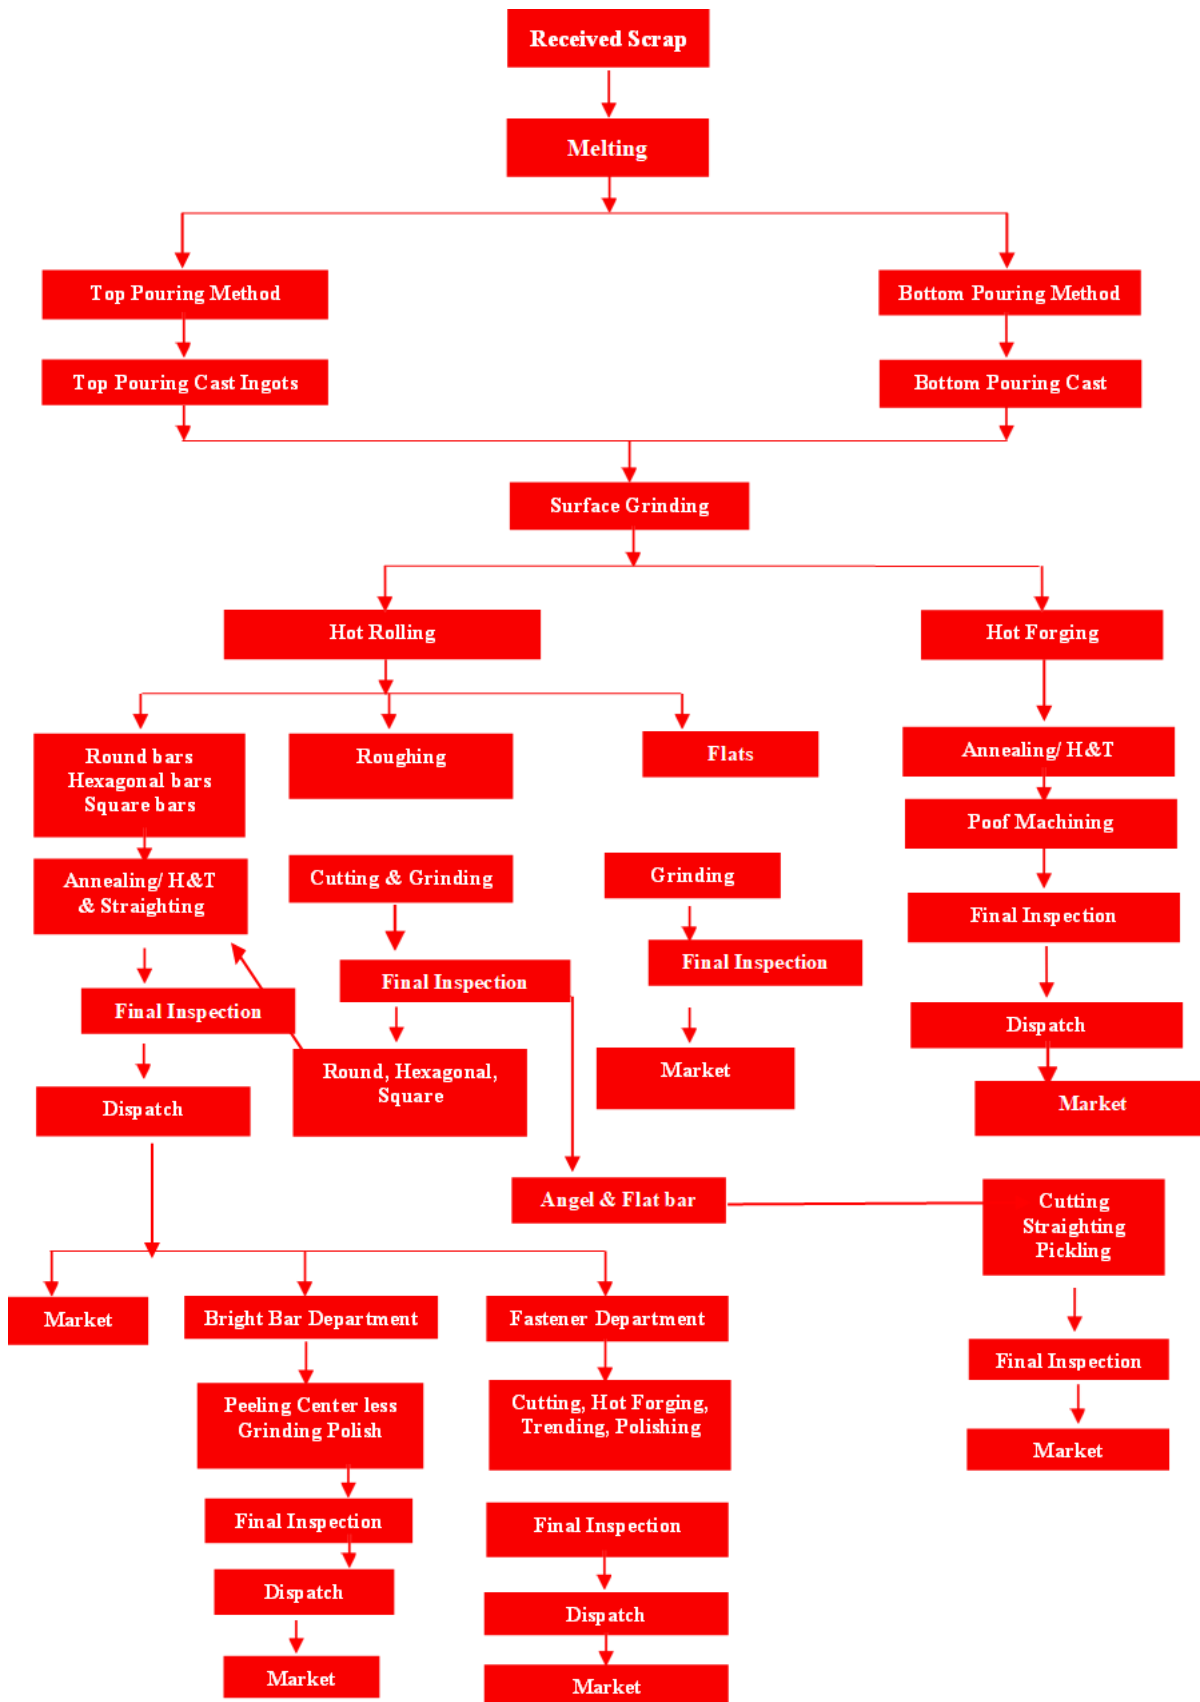 Received Scrap
Melting
Top Pouring Method
Bottom Pouring Method
Top Pouring Cast Ingots
Bottom Pouring Cast
Surface Grinding
Hot Rolling
Hot Forging
Round bars
Hexagonal bars
Square bars
Roughing
Flats
Annealing/ H&T
Poof Machining
Annealing/ H&T
& Straighting
Cutting & Grinding
Grinding
Final Inspection
Final Inspection
Final Inspection
Final Inspection
Dispatch
Round, Hexagonal,
Square
Market
Market
Dispatch
Angel & Flat bar
Cutting
Straighting
Pickling
Market
Bright Bar Department
Fastener Department
Final Inspection
Peeling Center less
Grinding Polish
Cutting, Hot Forging,
Trending, Polishing
Market
Final Inspection
Final Inspection
Dispatch
Dispatch
Market
Market